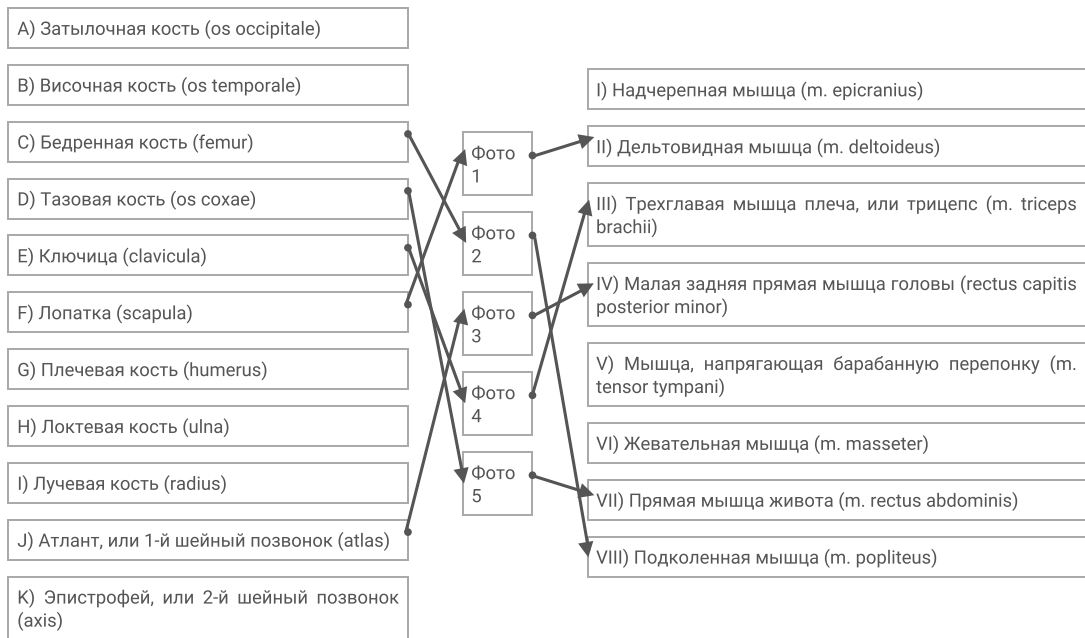 A) Затылочная кость (os occipitale)
B) Височная кость (os temporale)
C) Бедренная кость (femur)
D) Тазовая кость (os coxae)
E) Ключица (clavicula)
F) Лопатка (scapula)
G) Плечевая кость (humerus)
H) Локтевая кость (ulna)
I) Лучевая кость (radius)
J) Атлант, или 1-й шейный позвонок (atlas)
K) Эпистрофей, или 2-й шейный позвонок
(axis)
Фото
1
Фото
2
Фото
3
Фото
4
Фото
5
I) Надчерепная мышца (m. epicranius)
II) Дельтовидная мышца (m. deltoideus)
III) Трехглавая мышца плеча, или трицепс (m. triceps
brachii)
IV) Малая задняя прямая мышца головы (rectus capitis
posterior minor)
V) Мышца, напрягающая барабанную перепонку (m.
tensor tympani)
VI) Жевательная мышца (m. masseter)
VII) Прямая мышца живота (m. rectus abdominis)
VIII) Подколенная мышца (m. popliteus)